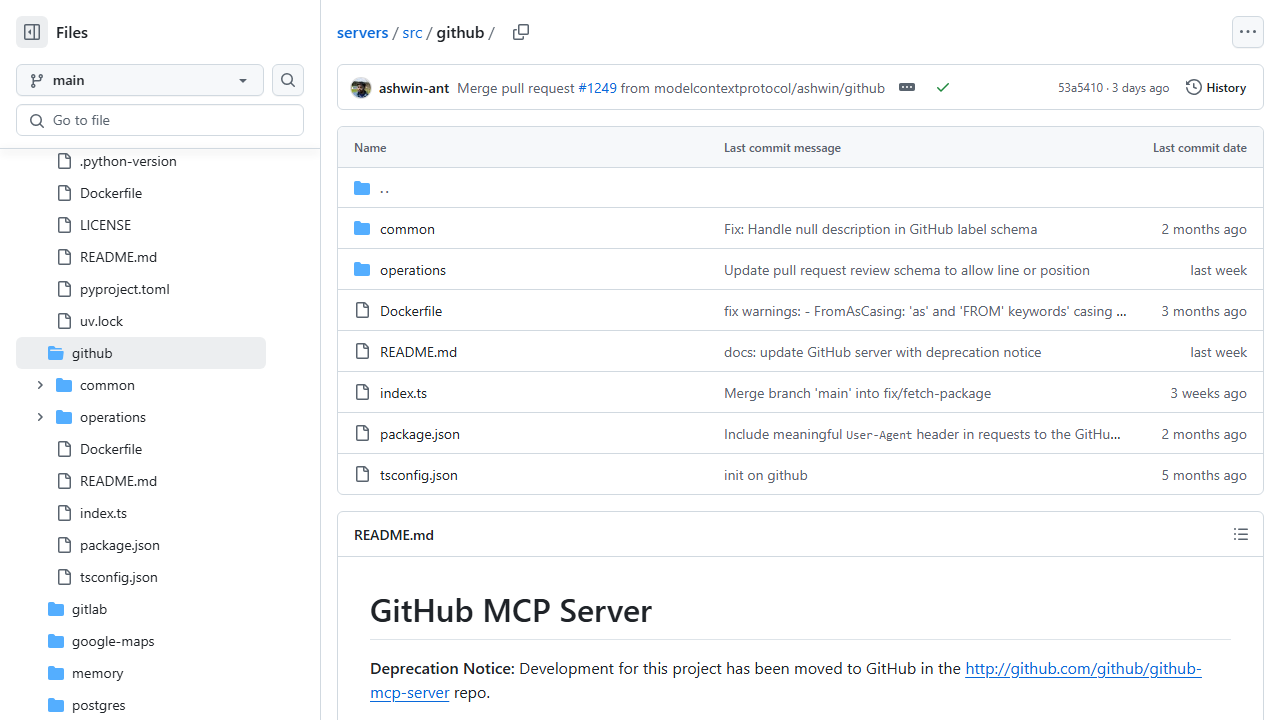 Files
main
Go to file
.python-version
Dockerfile
LICENSE
README.md
pyproject.toml
uv.lock
github
common
operations
Dockerfile
README.md
index.ts
package.json
tsconfig.json
gitlab
google-maps
memory
postgres
servers / src / github /
ashwin-ant Merge pull request #1249 from modelcontextprotocol/ashwin/github 53a5410 · 3 days ago History
Name Last commit message Last commit date
..
common Fix: Handle null description in GitHub label schema 2 months ago
operations Update pull request review schema to allow line or position last week
Dockerfile fix warnings: - FromAsCasing: 'as' and 'FROM' keywords' casing ... 3 months ago
README.md docs: update GitHub server with deprecation notice last week
index.ts Merge branch 'main' into fix/fetch-package 3 weeks ago
package.json Include meaningful User-Agent header in requests to the GitHu... 2 months ago
tsconfig.json init on github 5 months ago
README.md
GitHub MCP Server
Deprecation Notice: Development for this project has been moved to GitHub in the http://github.com/github/github-
mcp-server repo.